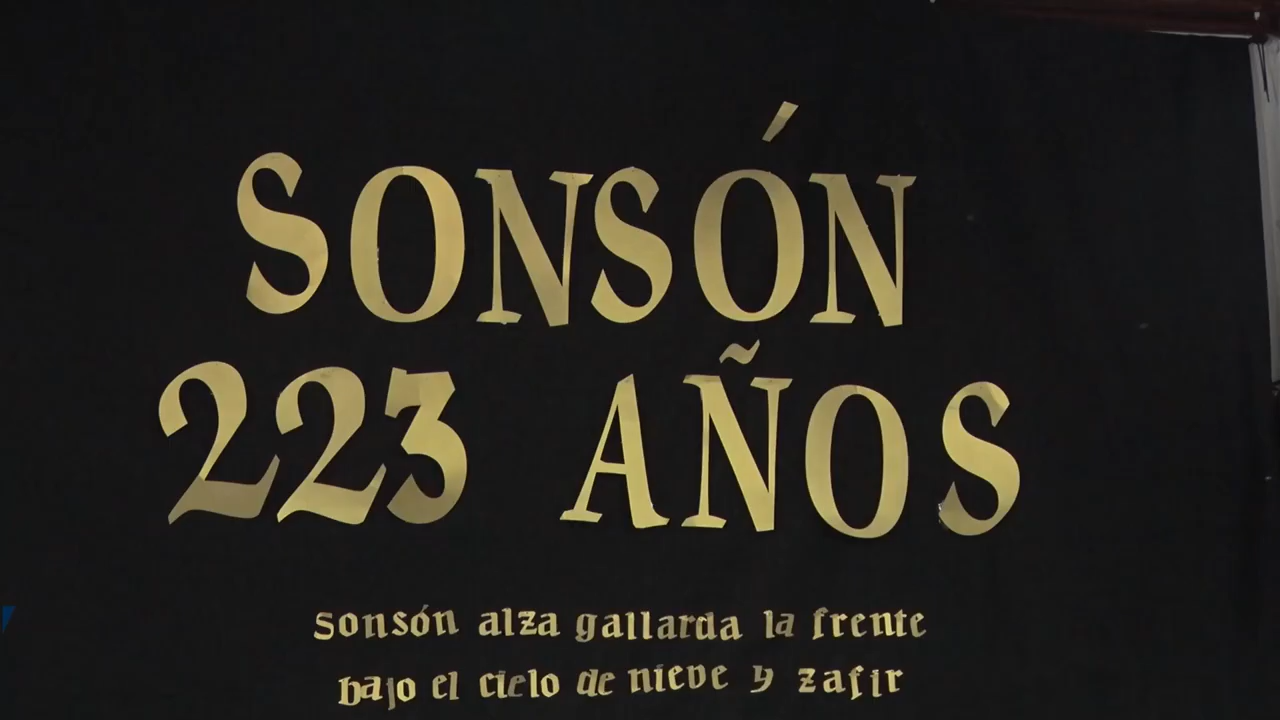 SONSÓN
223 AÑOS
Sonsón alza gallarda la frente
bajo el cielo de nieve y zafir